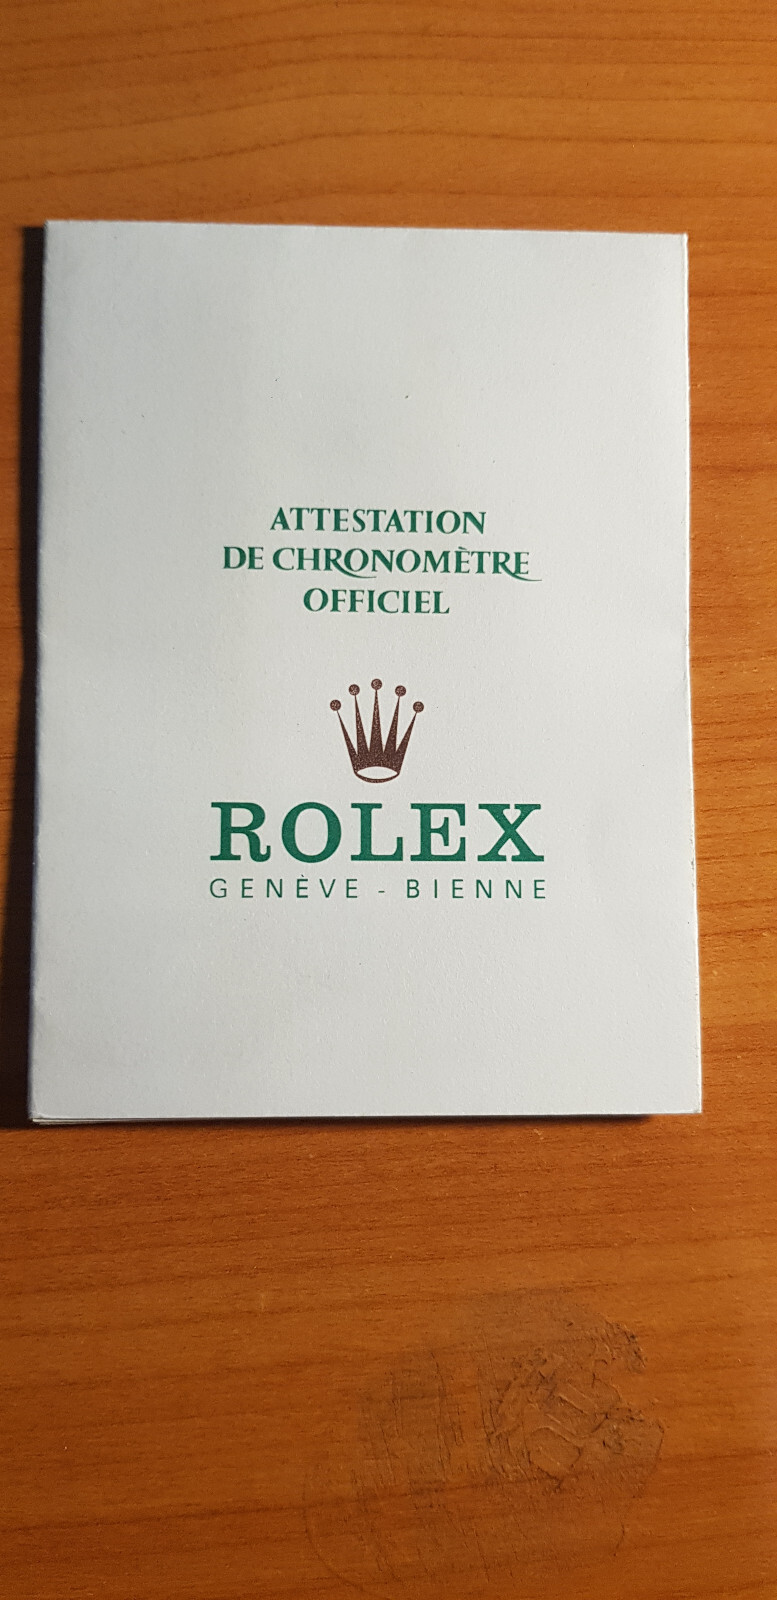 ATTESTATION
DE CHRONOMÈTRE
OFFICIEL
ROLEX
GENÈVE - BIENNE